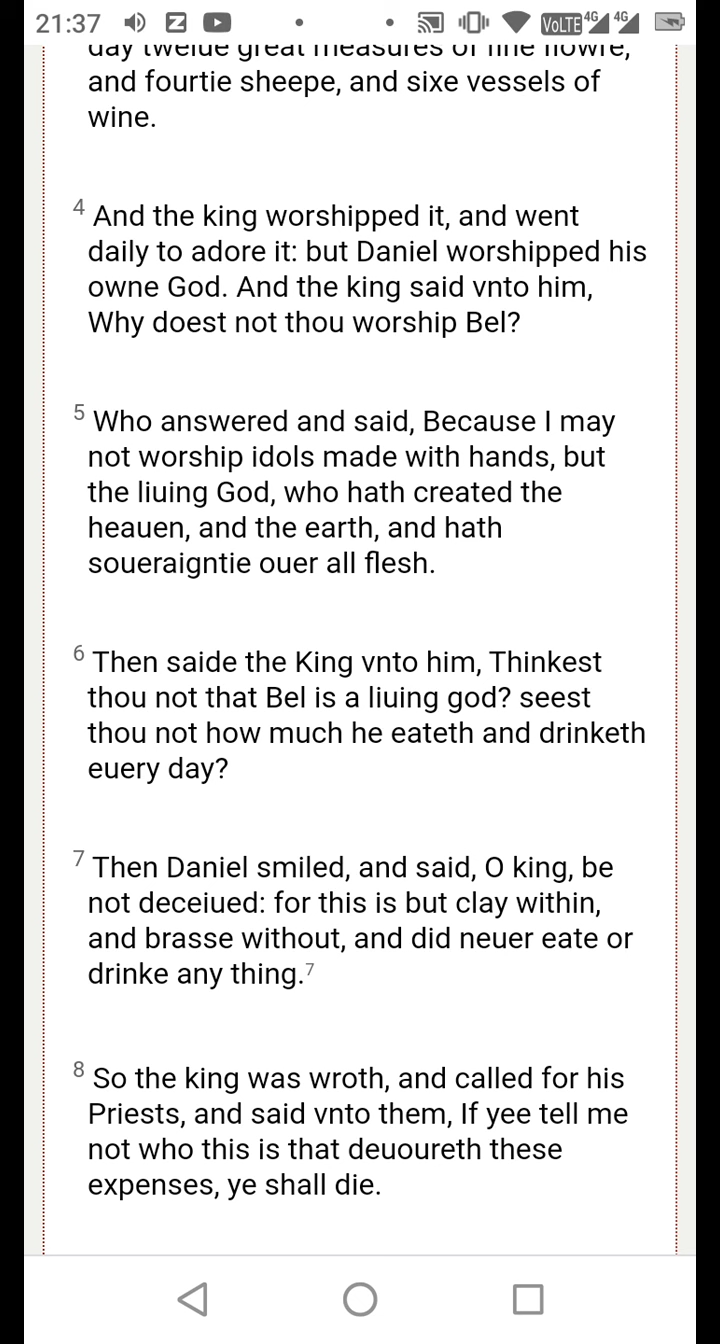 21:37
VoLTE 4G 4G
day twelue great measures of fine flowre,
and fourtie sheepe, and sixe vessels of
wine.
4 And the king worshipped it, and went
daily to adore it: but Daniel worshipped his
owne God. And the king said vnto him,
Why doest not thou worship Bel?
5 Who answered and said, Because I may
not worship idols made with hands, but
the liuing God, who hath created the
heauen, and the earth, and hath
soueraigntie ouer all flesh.
6 Then saide the King vnto him, Thinkest
thou not that Bel is a liuing god? seest
thou not how much he eateth and drinketh
euery day?
7 Then Daniel smiled, and said, O king, be
not deceiued: for this is but clay within,
and brasse without, and did neuer eate or
drinke any thing.7
8 So the king was wroth, and called for his
Priests, and said vnto them, If yee tell me
not who this is that deuoureth these
expenses, ye shall die.